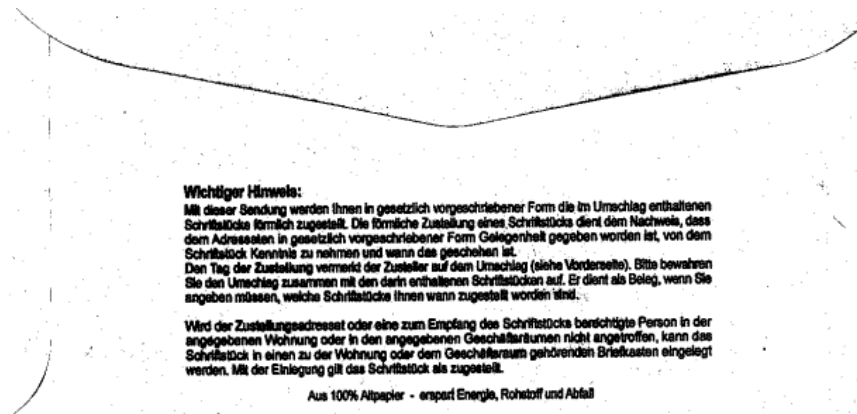 Wichtiger Hinweis:
Mit dieser Sendung werden Ihnen in gesetzlich vorgeschriebener Form die im Umschlag enthaltenen
Schriftstücke förmlich zugestellt. Die förmliche Zustellung eines Schriftstücks dient dem Nachweis, dass
dem Adressaten in gesetzlich vorgeschriebener Form Gelegenheit gegeben worden ist, von dem
Schriftstück Kenntnis zu nehmen und wann das geschehen ist.
Den Tag der Zustellung vermerkt der Zusteller auf dem Umschlag (siehe Vorderseite). Bitte bewahren
Sie den Umschlag zusammen mit den darin enthaltenen Schriftstücken auf. Er dient als Beleg, wenn Sie
angeben müssen, welche Schriftstücke Ihnen wann zugestellt worden sind.
Wird der Zustellungsadressat oder eine zum Empfang des Schriftstücks berechtigte Person in der
angegebenen Wohnung oder in den angegebenen Geschäftsräumen nicht angetroffen, kann das
Schriftstück in einen zu der Wohnung oder dem Geschäftsraum gehörenden Briefkasten eingelegt
werden. Mit der Einlegung gilt das Schriftstück als zugestellt.
Aus 100% Altpapier - erspart Energie, Rohstoff und Abfall